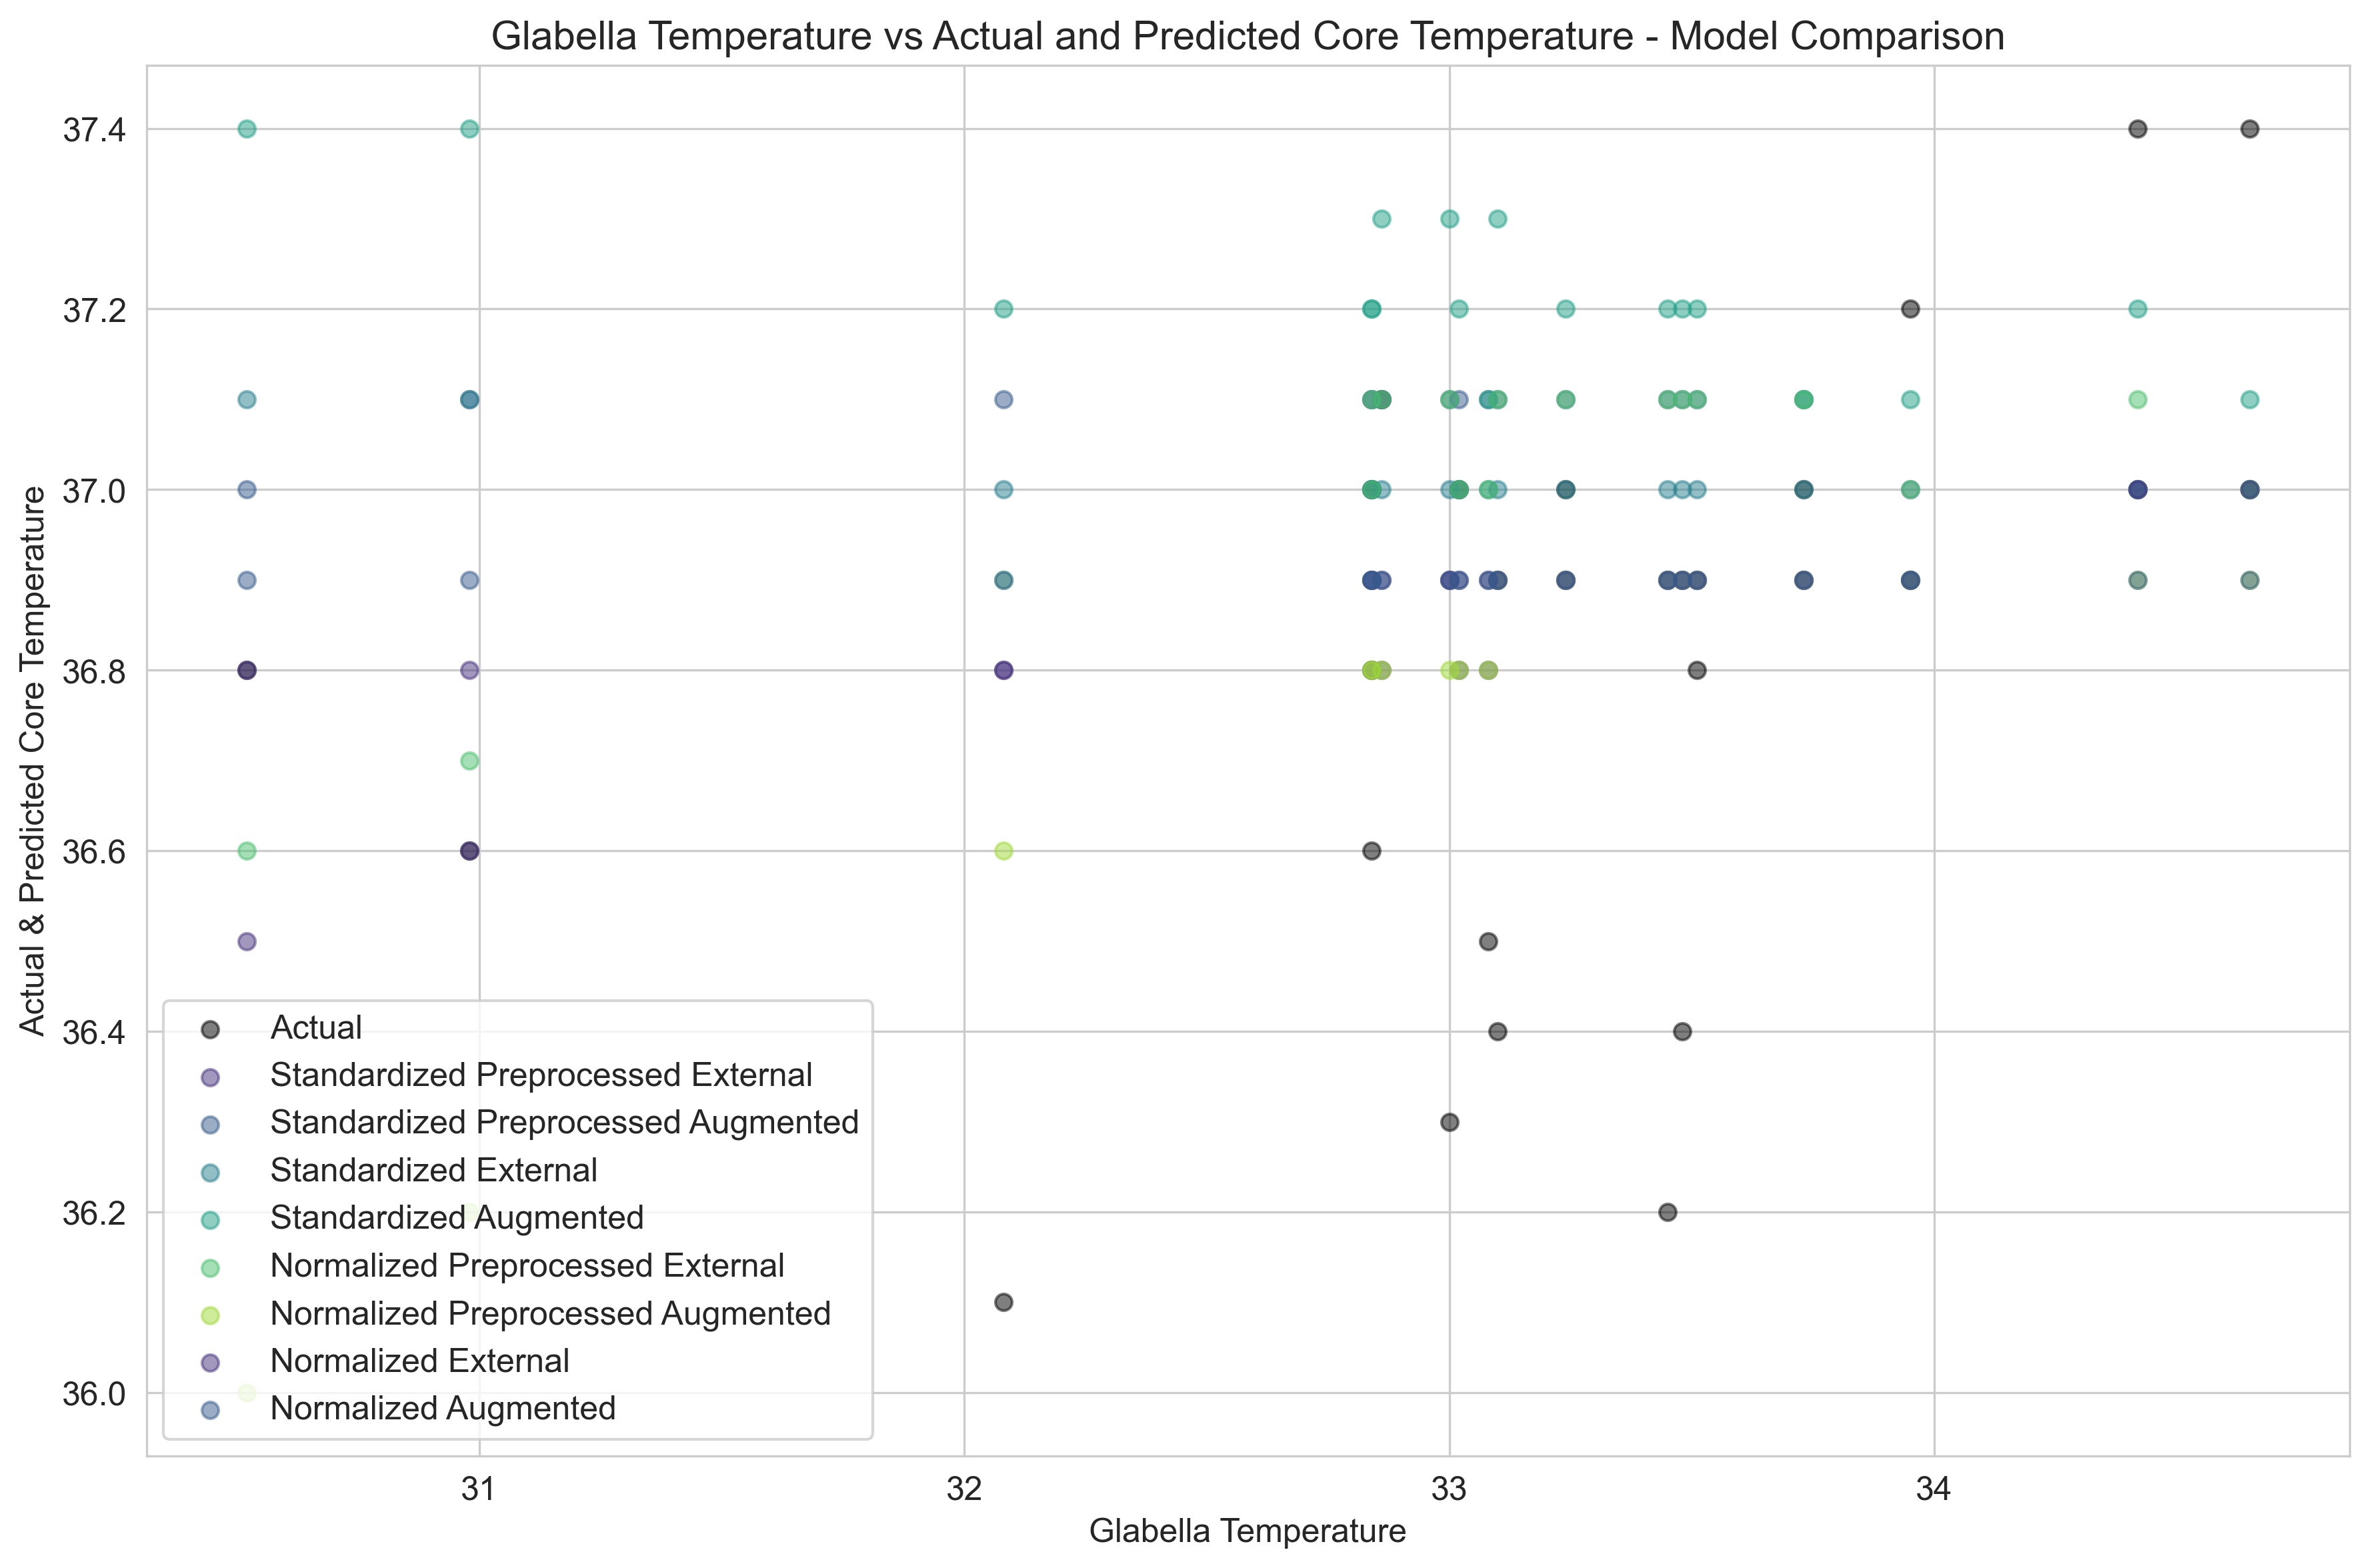 Glabella Temperature vs Actual and Predicted Core Temperature - Model Comparison
Actual & Predicted Core Temperature
37.4
37.2
37.0
36.8
36.6
36.4
36.2
36.0
Actual
Standardized Preprocessed External
Standardized Preprocessed Augmented
Standardized External
Standardized Augmented
Normalized Preprocessed External
Normalized Preprocessed Augmented
Normalized External
Normalized Augmented
31 32 33 34
Glabella Temperature